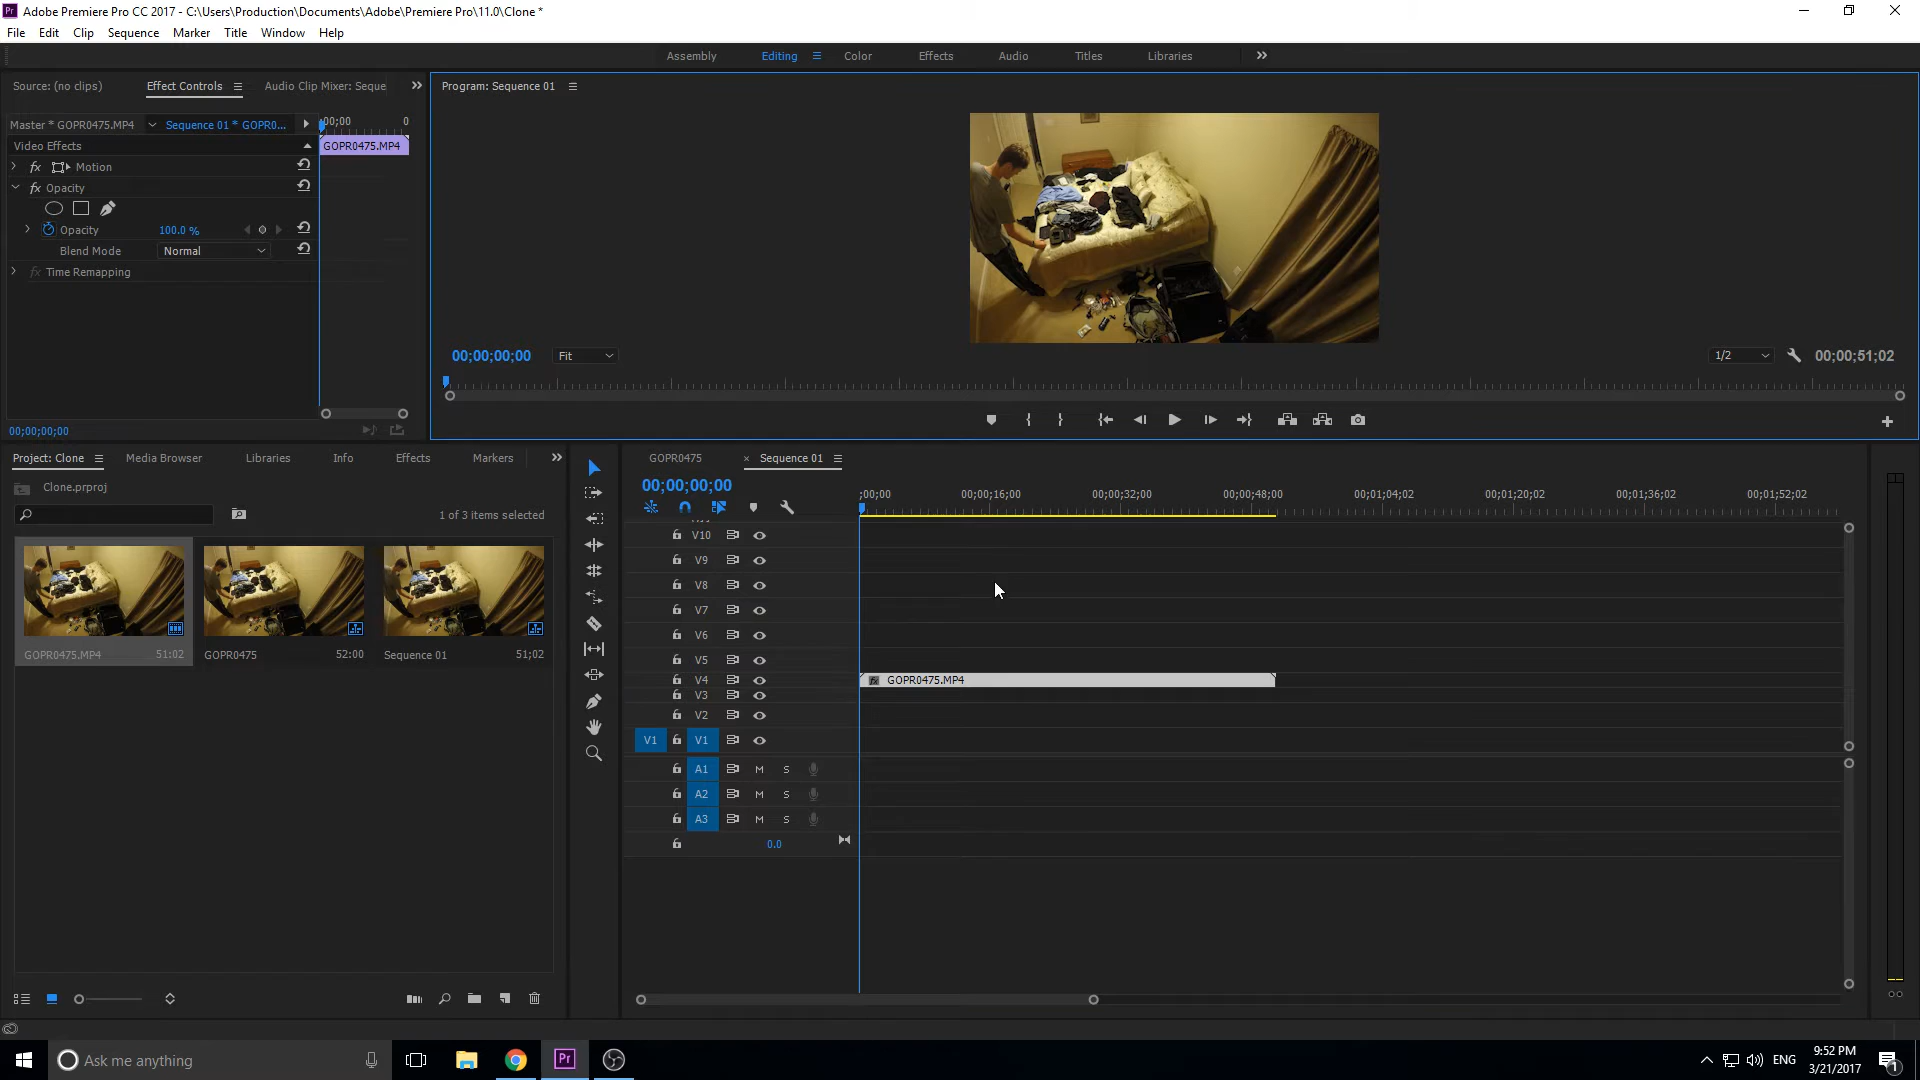 Pr Adobe Premiere Pro CC 2017 - C:\Users\Production\Documents\Adobe\Premiere Pro\11.0\Clone *
File Edit Clip Sequence Marker Title Window Help
Assembly Editing Color Effects Audio Titles Libraries
Source: (no clips) Effect Controls Audio Clip Mixer: Seque
Program: Sequence 01
Master * GOPR0475.MP4 Sequence 01 * GOPR0...
:00;00 0
Video Effects
GOPR0475.MP4
fx Motion
fx Opacity
Opacity 100.0 %
Blend Mode Normal
fx Time Remapping
00;00;00;00
00;00;00;00 Fit 1/2 00;00;51;02
Project: Clone Media Browser Libraries Info Effects Markers
Clone.prproj
1 of 3 items selected
GOPR0475.MP4 51:02
GOPR0475 52:00
Sequence 01 51;02
GOPR0475 × Sequence 01
00;00;00;00
;00;00 00;00;16;00 00;00;32;00 00;00;48;00 00;01;04;02 00;01;20;02 00;01;36;02 00;01;52;02
V10
V9
V8
V7
V6
V5
V4 fx GOPR0475.MP4
V3
V2
V1 V1
A1 M S
A2 M S
A3 M S
0.0
Ask me anything
Pr
ENG
9:52 PM
3/21/2017
1